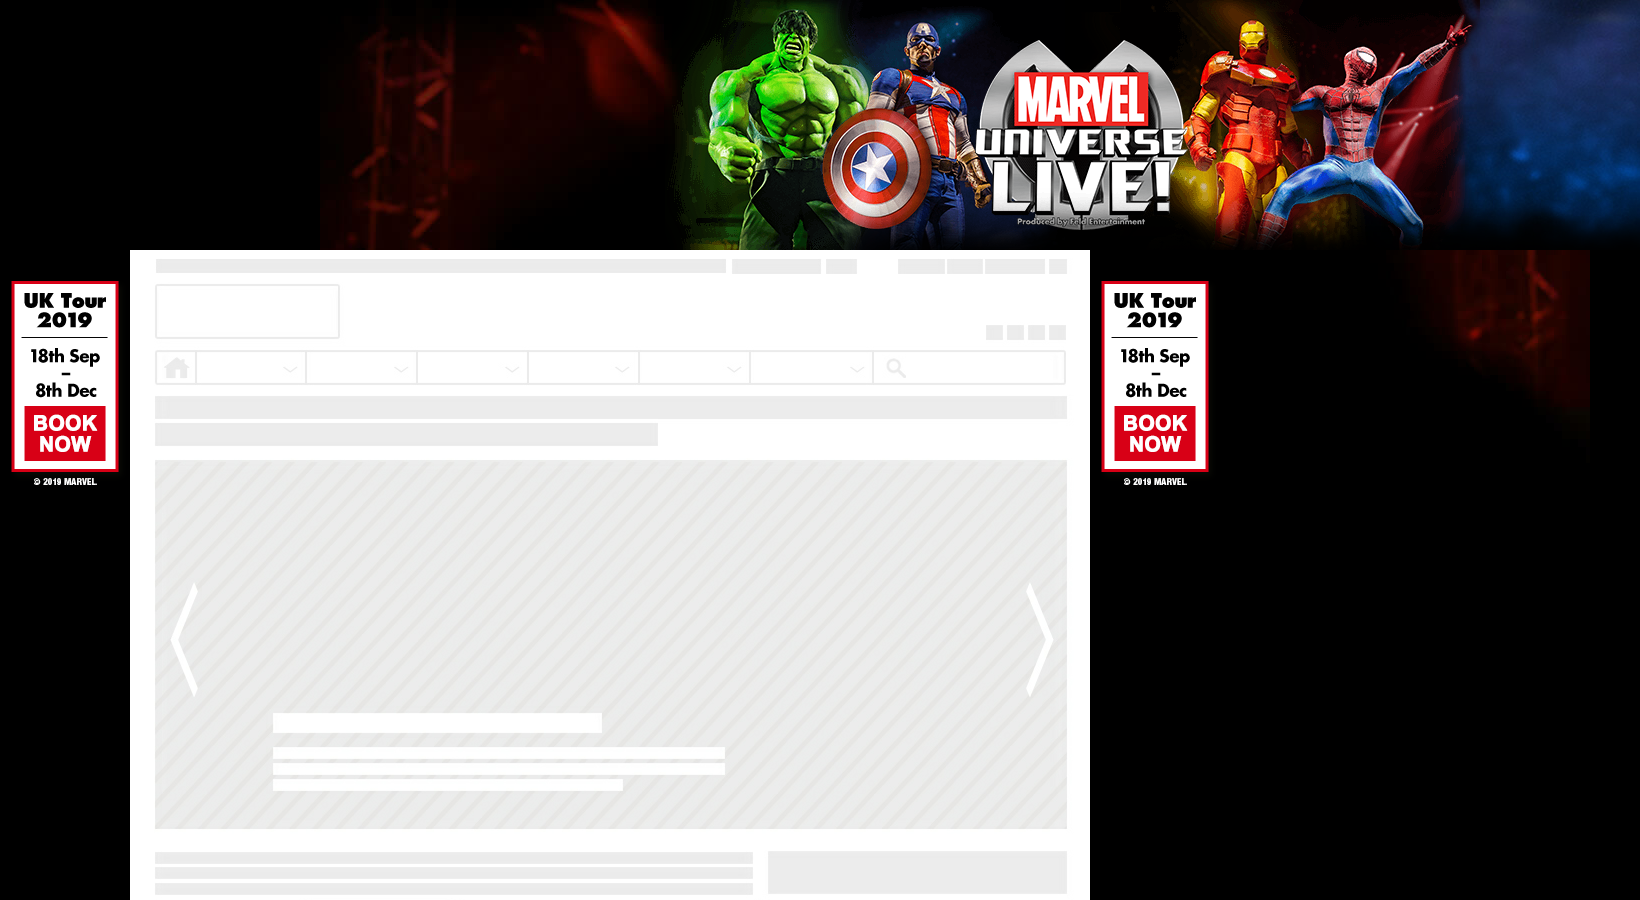 MARVEL
UNIVERSE
LIVE!
Produced by Feld Entertainment
UK Tour
2019
18th Sep
–
8th Dec
BOOK
NOW
© 2019 MARVEL
UK Tour
2019
18th Sep
–
8th Dec
BOOK
NOW
© 2019 MARVEL